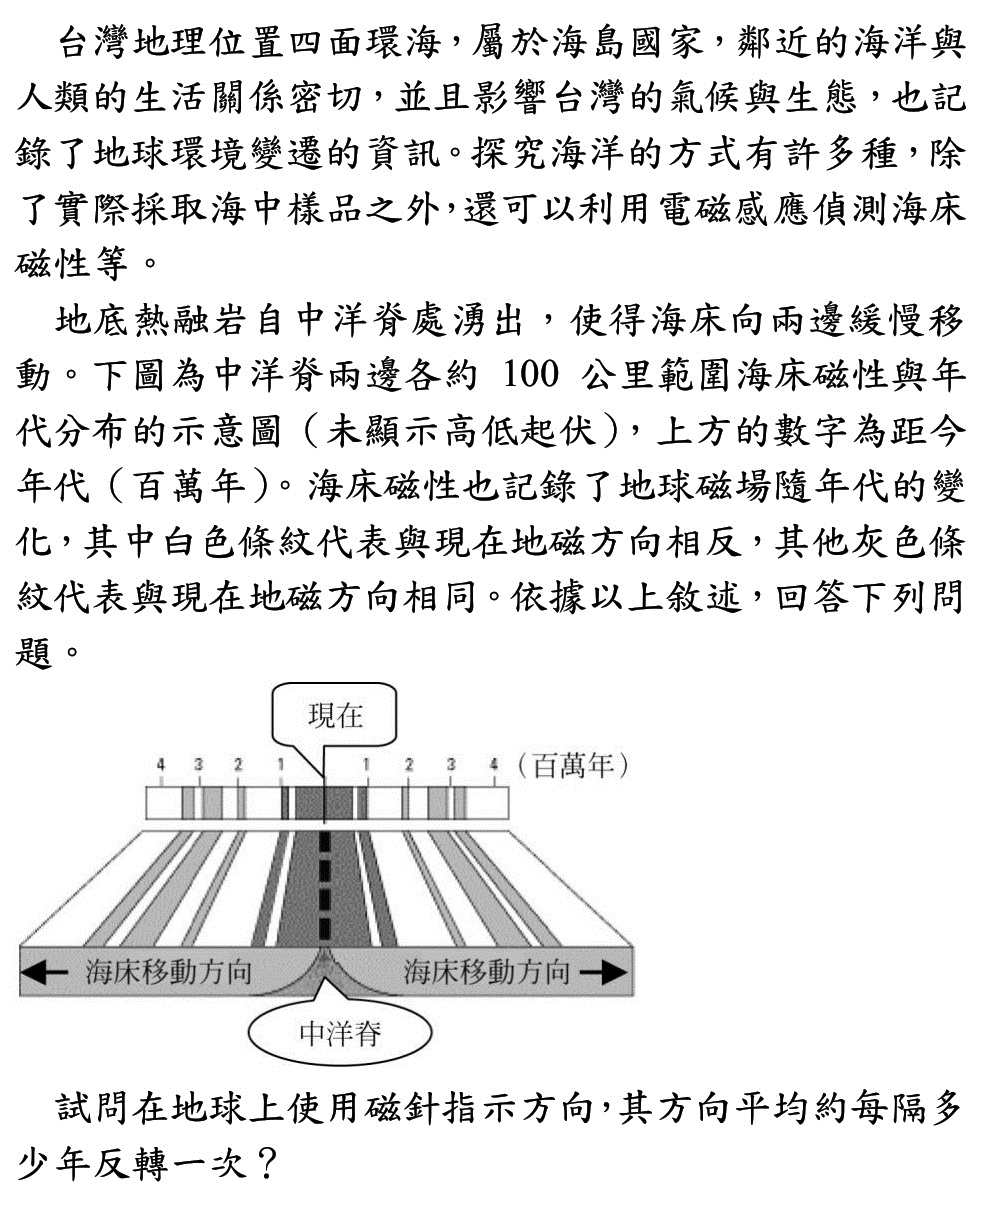 台灣地理位置四面環海，屬於海島國家，鄰近的海洋與
人類的生活關係密切，並且影響台灣的氣候與生態，也記
錄了地球環境變遷的資訊。探究海洋的方式有許多種，除
了實際採取海中樣品之外，還可以利用電磁感應偵測海床
磁性等。
地底熱融岩自中洋脊處湧出，使得海床向兩邊緩慢移
動。下圖為中洋脊兩邊各約 100 公里範圍海床磁性與年
代分布的示意圖（未顯示高低起伏），上方的數字為距今
年代（百萬年）。海床磁性也記錄了地球磁場隨年代的變
化，其中白色條紋代表與現在地磁方向相反，其他灰色條
紋代表與現在地磁方向相同。依據以上敘述，回答下列問
題。
現在
4 3 2 1 1 2 3 4 （百萬年）
海床移動方向 海床移動方向
中洋脊
試問在地球上使用磁針指示方向，其方向平均約每隔多
少年反轉一次？